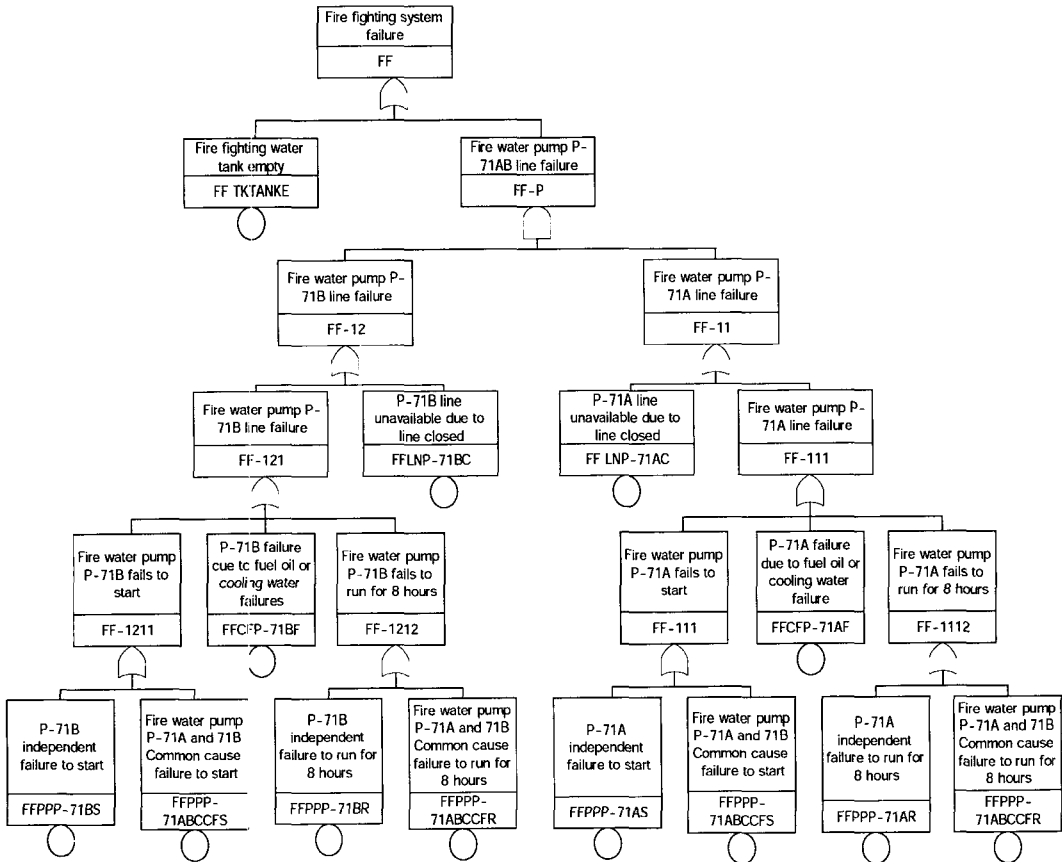 Fire fighting system
failure
FF
Fire fighting water
tank empty
FF TKTANKE
Fire water pump P-
71AB line failure
FF-P
Fire water pump P-
71B line failure
FF-12
Fire water pump P-
71A line failure
FF-11
Fire water pump P-
71B line failure
FF-121
P-71B line
unavailable due to
line closed
FFLNP-71BC
P-71A line
unavailable due to
line closed
FF LNP-71AC
Fire water pump P-
71A line failure
FF-111
Fire water pump
P-71B fails to
start
FF-1211
P-71B failure
cue to fuel oil or
cooling water
failures
FFCFP-71BF
Fire water pump
P-71B fails to
run for 8 hours
FF-1212
Fire water pump
P-71A fails to
start
FF-111
P-71A failure
due to fuel oil or
cooling water
failure
FFCFP-71AF
Fire water pump
P-71A fails to
run for 8 hours
FF-1112
P-71B
independent
failure to start
FFPPP-71BS
Fire water pump
P-71A and 71B
Common cause
failure to start
FFPPP-
71ABCCFS
P-71B
independent
failure to run for
8 hours
FFPPP-71BR
Fire water pump
P-71A and 71B
Common cause
failure to run for
8 hours
FFPPP-
71ABCCFR
P-71A
independent
failure to start
FFPPP-71AS
Fire water pump
P-71A and 71B
Common cause
failure to start
FFPPP-
71ABCCFS
P-71A
independent
failure to run for
8 hours
FFPPP-71AR
Fire water pump
P-71A and 71B
Common cause
failure to run for
8 hours
FFPPP-
71ABCCFR